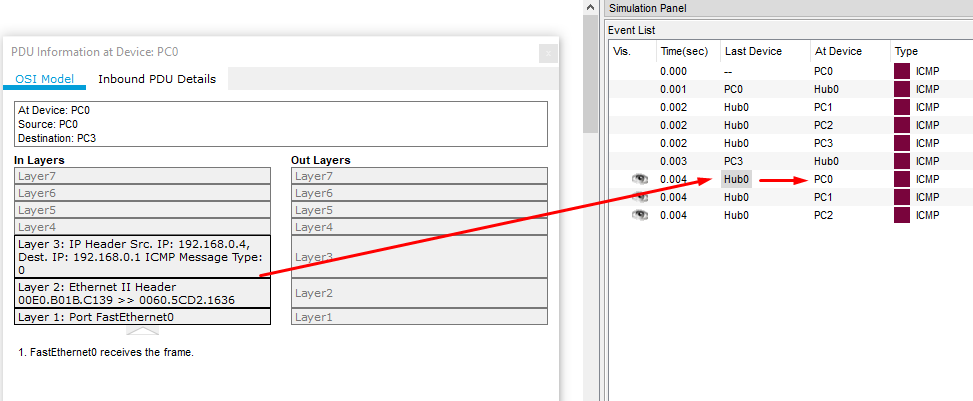 PDU Information at Device: PC0
OSI Model Inbound PDU Details
At Device: PC0
Source: PC0
Destination: PC3
In Layers
Layer7
Layer6
Layer5
Layer4
Layer 3: IP Header Src. IP: 192.168.0.4,
Dest. IP: 192.168.0.1 ICMP Message Type:
0
Layer 2: Ethernet II Header
00E0.B01B.C139 >> 0060.5CD2.1636
Layer 1: Port FastEthernet0
Out Layers
Layer7
Layer6
Layer5
Layer4
Layer3
Layer2
Layer1
1. FastEthernet0 receives the frame.
Simulation Panel
Event List
Vis. Time(sec) Last Device At Device Type
0.000 -- PC0 ICMP
0.001 PC0 Hub0 ICMP
0.002 Hub0 PC1 ICMP
0.002 Hub0 PC2 ICMP
0.002 Hub0 PC3 ICMP
0.003 PC3 Hub0 ICMP
0.004 Hub0 PC0 ICMP
0.004 Hub0 PC1 ICMP
0.004 Hub0 PC2 ICMP